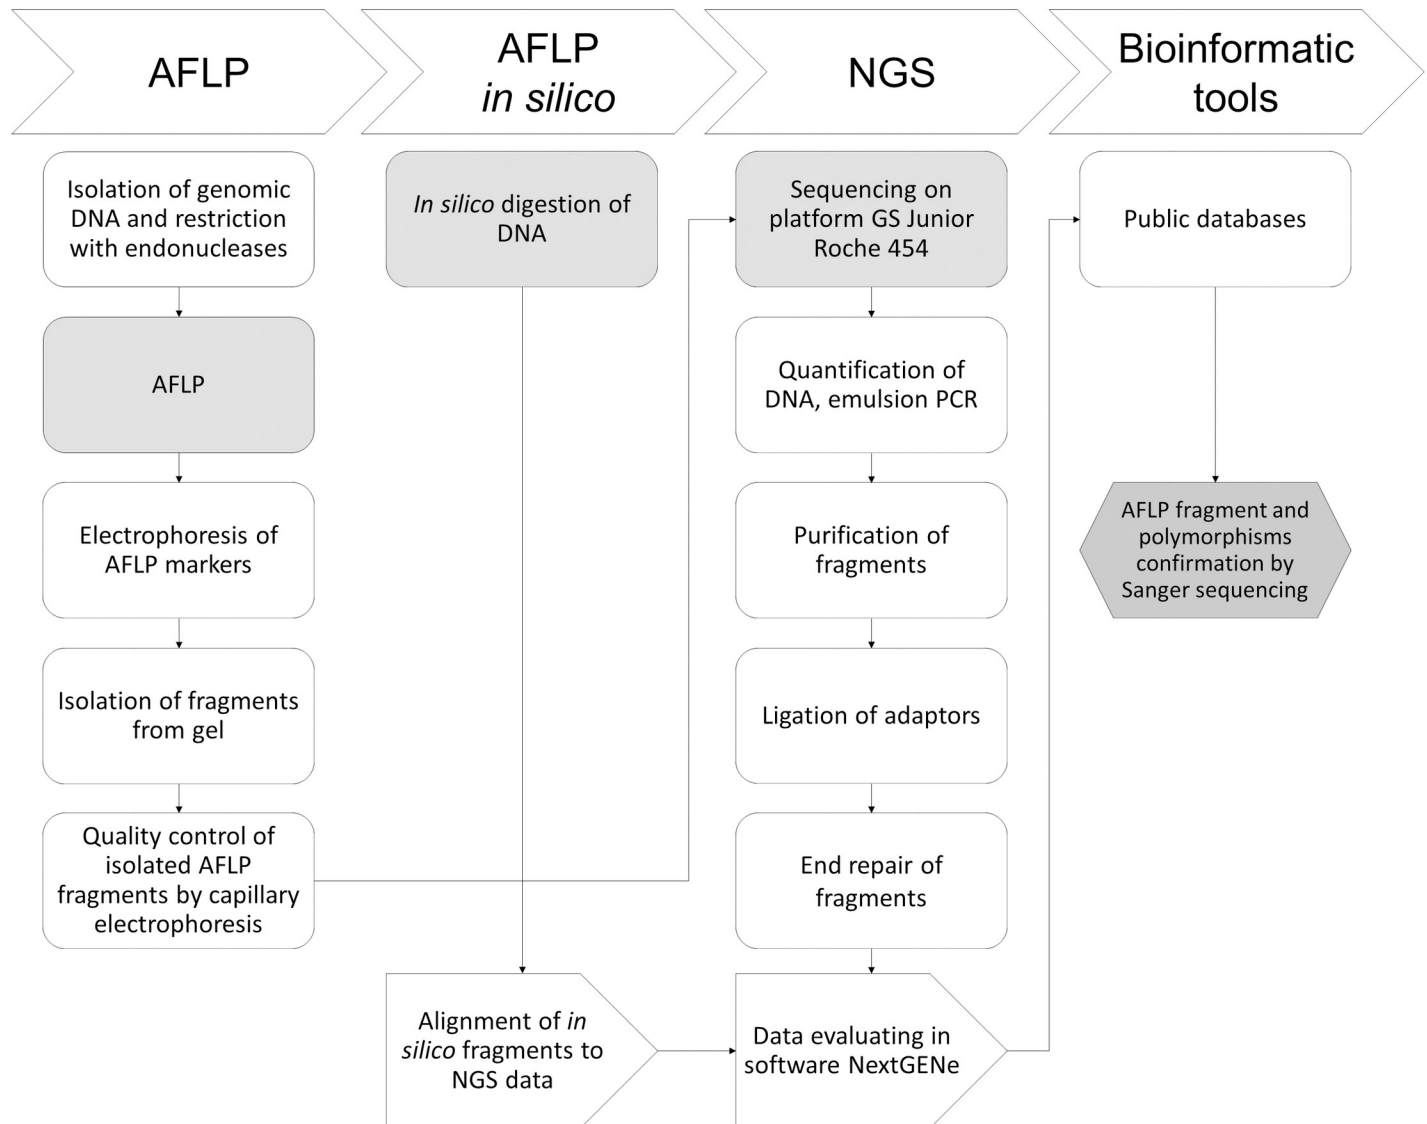 AFLP
AFLP
in silico
NGS
Bioinformatic
tools
Isolation of genomic
DNA and restriction
with endonucleases
AFLP
Electrophoresis of
AFLP markers
Isolation of fragments
from gel
Quality control of
isolated AFLP
fragments by capillary
electrophoresis
In silico digestion of
DNA
Alignment of in
silico fragments to
NGS data
Sequencing on
platform GS Junior
Roche 454
Quantification of
DNA, emulsion PCR
Purification of
fragments
Ligation of adaptors
End repair of
fragments
Data evaluating in
software NextGENe
Public databases
AFLP fragment and
polymorphisms
confirmation by
Sanger sequencing